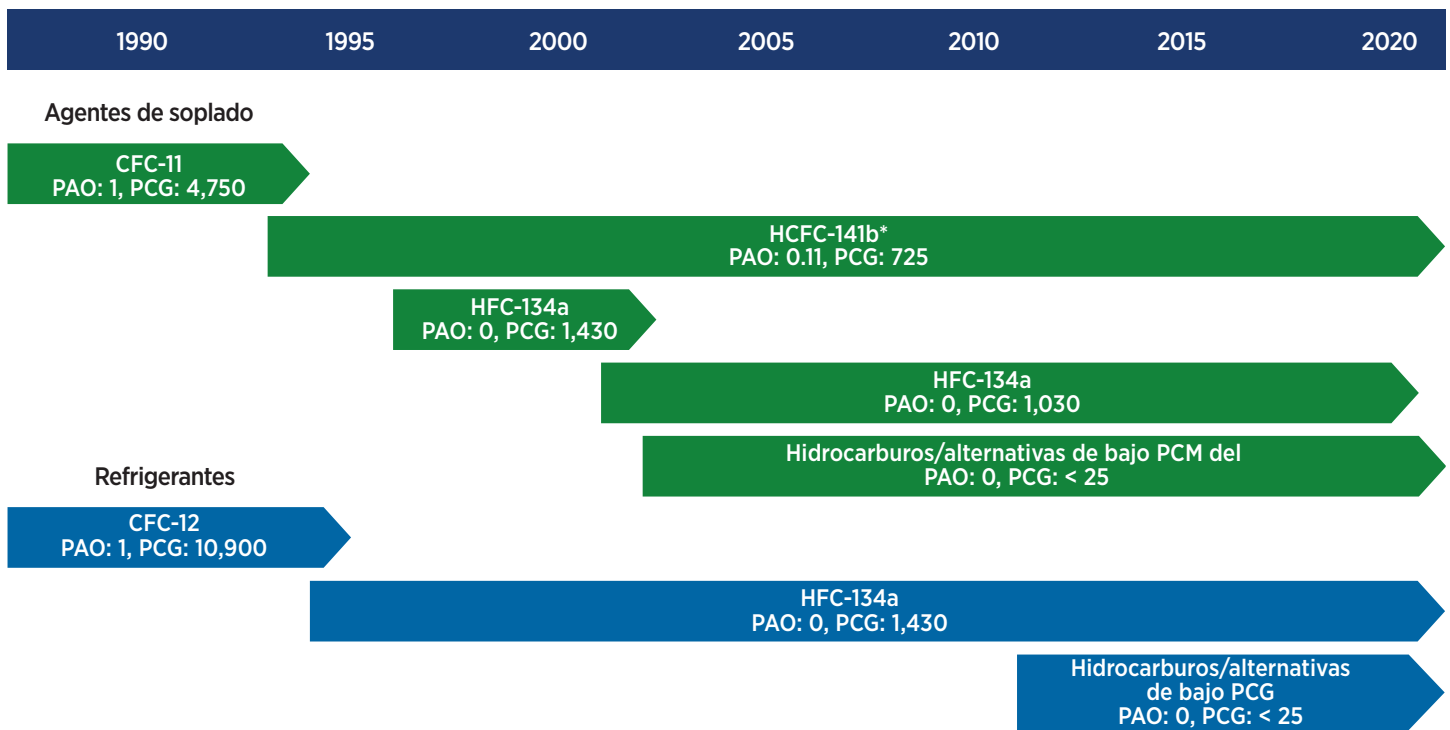 1990 1995 2000 2005 2010 2015 2020
Agentes de soplado
CFC-11
PAO: 1, PCG: 4,750
HCFC-141b*
PAO: 0.11, PCG: 725
HFC-134a
PAO: 0, PCG: 1,430
HFC-134a
PAO: 0, PCG: 1,030
Hidrocarburos/alternativas de bajo PCM del
PAO: 0, PCG: < 25
Refrigerantes
CFC-12
PAO: 1, PCG: 10,900
HFC-134a
PAO: 0, PCG: 1,430
Hidrocarburos/alternativas
de bajo PCG
PAO: 0, PCG: < 25